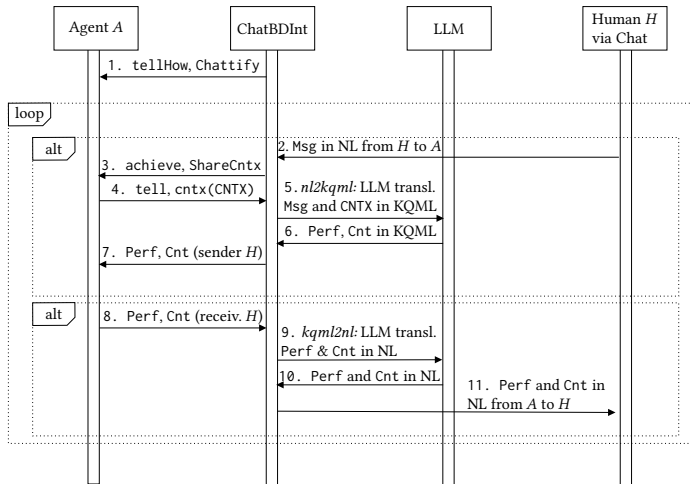 Agent A
ChatBDInt
LLM
Human H
via Chat
1. tellHow, Chattify
loop
alt
2. Msg in NL from H to A
3. achieve, ShareCntx
4. tell, cntx(CNTX)
5. nl2kqml: LLM transl.
Msg and CNTX in KQML
6. Perf, Cnt in KQML
7. Perf, Cnt (sender H)
alt
8. Perf, Cnt (receiv. H)
9. kqml2nl: LLM transl.
Perf & Cnt in NL
10. Perf and Cnt in NL
11. Perf and Cnt in
NL from A to H